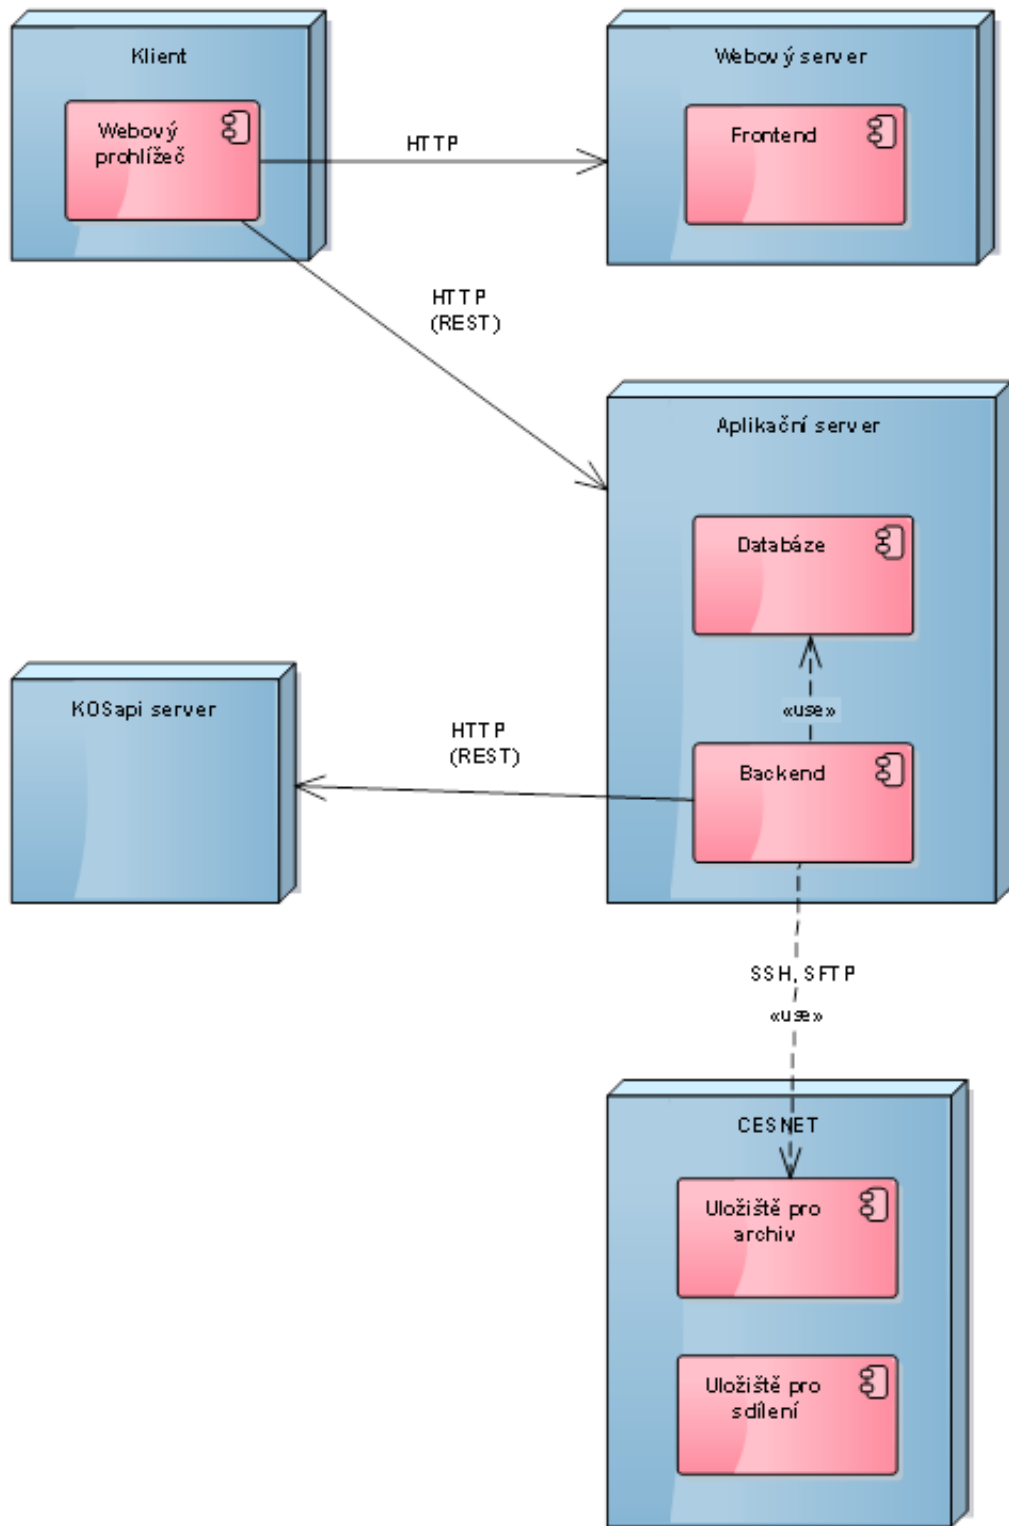 Klient
Webový server
Webový
prohlížeč
HTTP
Frontend
HTTP
(REST)
Aplikační server
Databáze
«use»
KOSapi server
HTTP
(REST)
Backend
SSH, SFTP
«use»
CESNET
Uložiště pro
archiv
Uložiště pro
sdílení